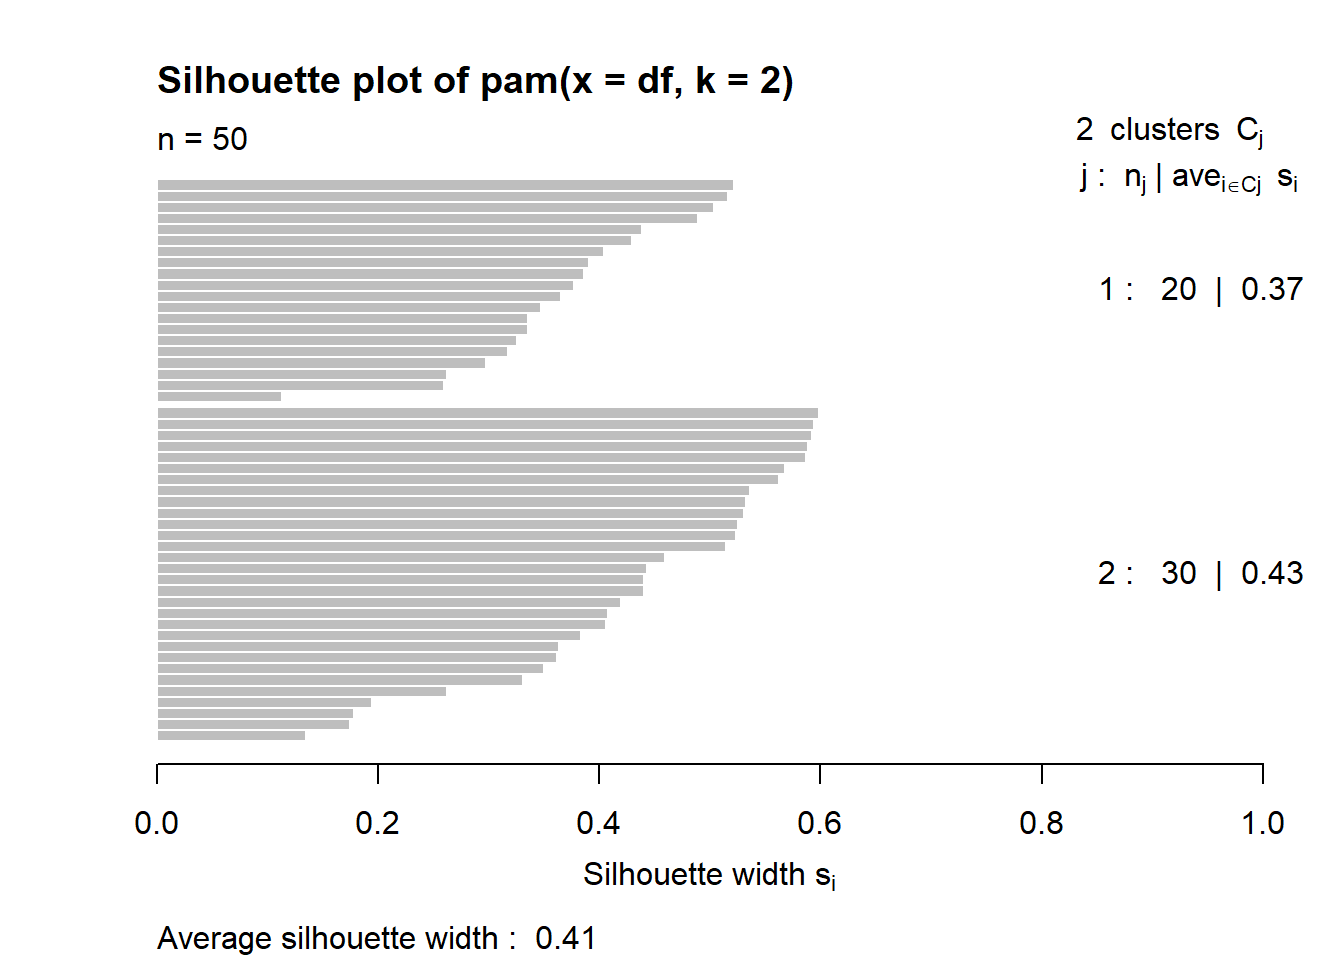 Silhouette plot of pam(x = df, k = 2)
n = 50
2 clusters Cj
j : nj | avei∈Cj si
1 : 20 | 0.37
2 : 30 | 0.43
0.0 0.2 0.4 0.6 0.8 1.0
Silhouette width si
Average silhouette width : 0.41